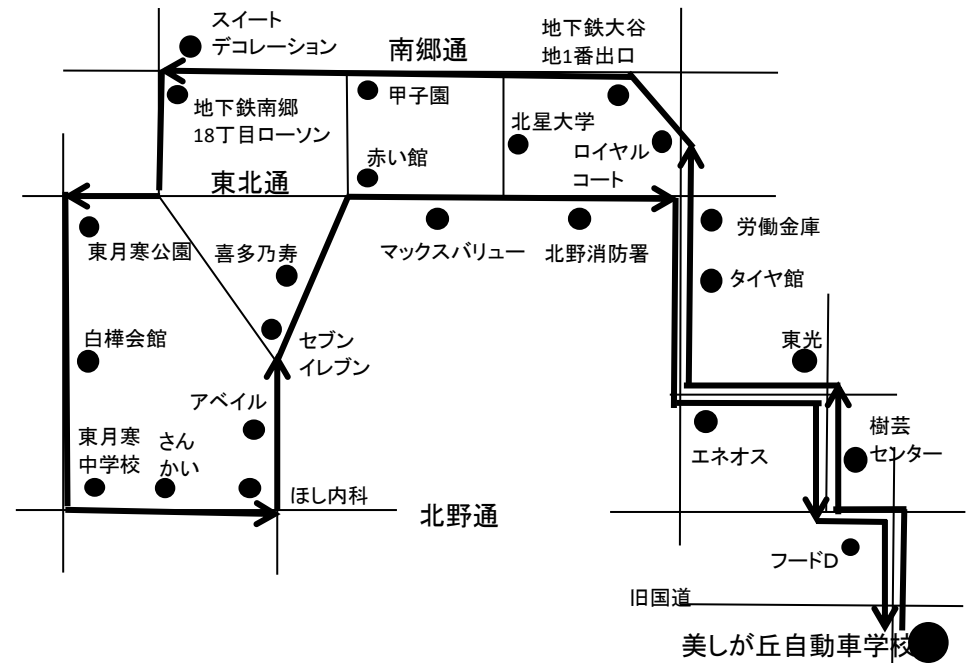 スイート
デコレーション
南郷通
地下鉄大谷
地1番出口
地下鉄南郷
18丁目ローソン
甲子園
北星大学
ロイヤル
コート
赤い館
東北通
東月寒公園
喜多乃寿
マックスバリュー
北野消防署
労働金庫
タイヤ館
白樺会館
セブン
イレブン
東光
アベイル
東月寒
中学校
さん
かい
ほし内科
北野通
エネオス
樹芸
センター
フードD
旧国道
美しが丘自動車学校